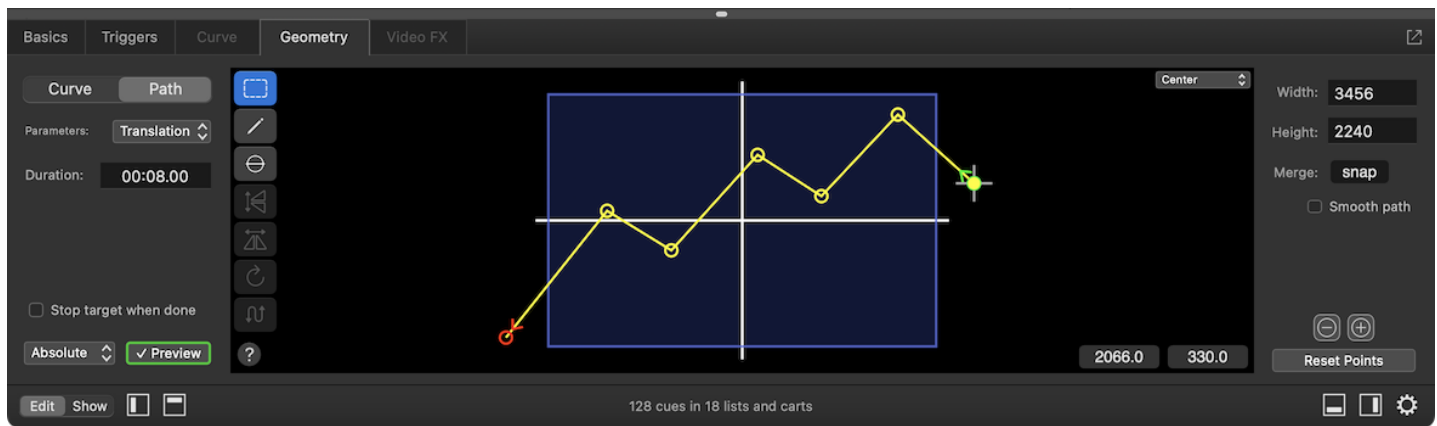 Basics Triggers Curve Geometry Video FX
Curve Path
Parameters: Translation
Duration: 00:08.00
Stop target when done
Absolute ✓ Preview
?
Center
2066.0 330.0
Width: 3456
Height: 2240
Merge: snap
Smooth path
Reset Points
Edit Show
128 cues in 18 lists and carts